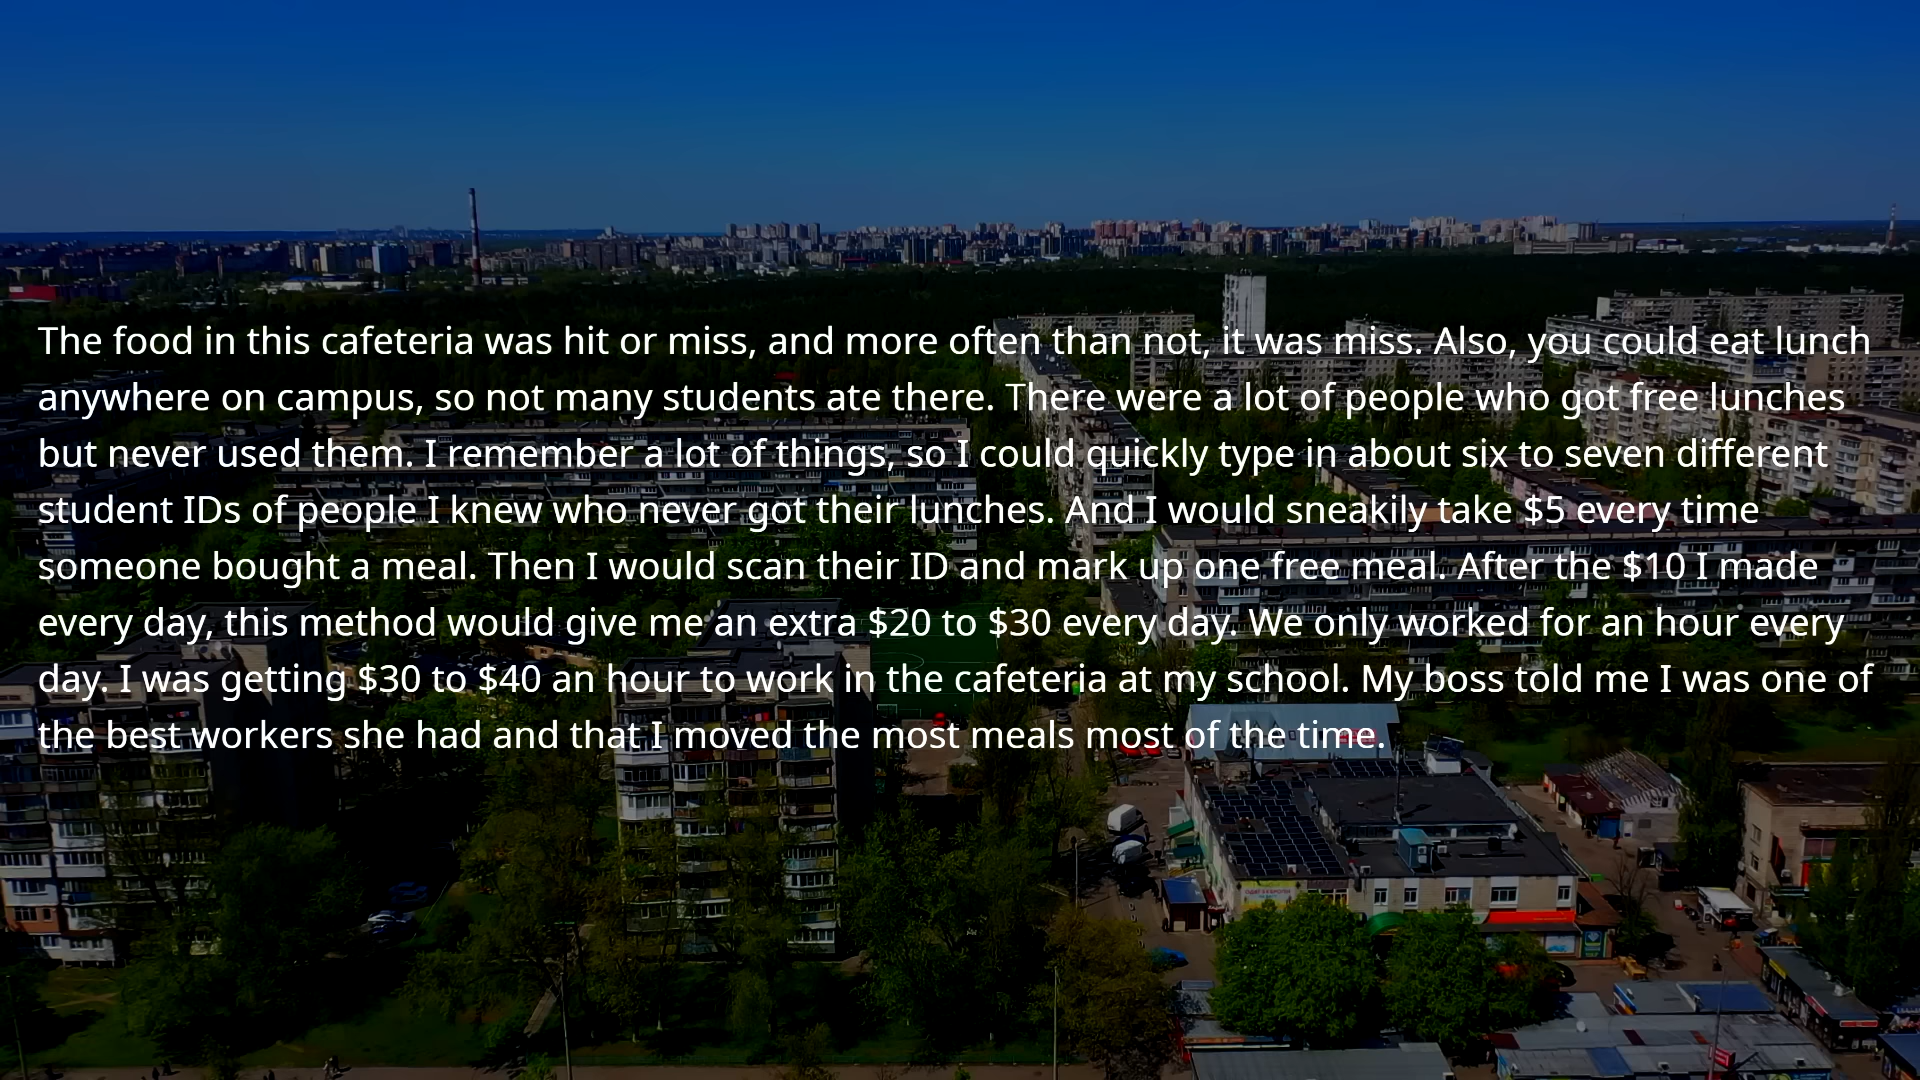 The food in this cafeteria was hit or miss, and more often than not, it was miss. Also, you could eat lunch
anywhere on campus, so not many students ate there. There were a lot of people who got free lunches
but never used them. I remember a lot of things, so I could quickly type in about six to seven different
student IDs of people I knew who never got their lunches. And I would sneakily take $5 every time
someone bought a meal. Then I would scan their ID and mark up one free meal. After the $10 I made
every day, this method would give me an extra $20 to $30 every day. We only worked for an hour every
day. I was getting $30 to $40 an hour to work in the cafeteria at my school. My boss told me I was one of
the best workers she had and that I moved the most meals most of the time.